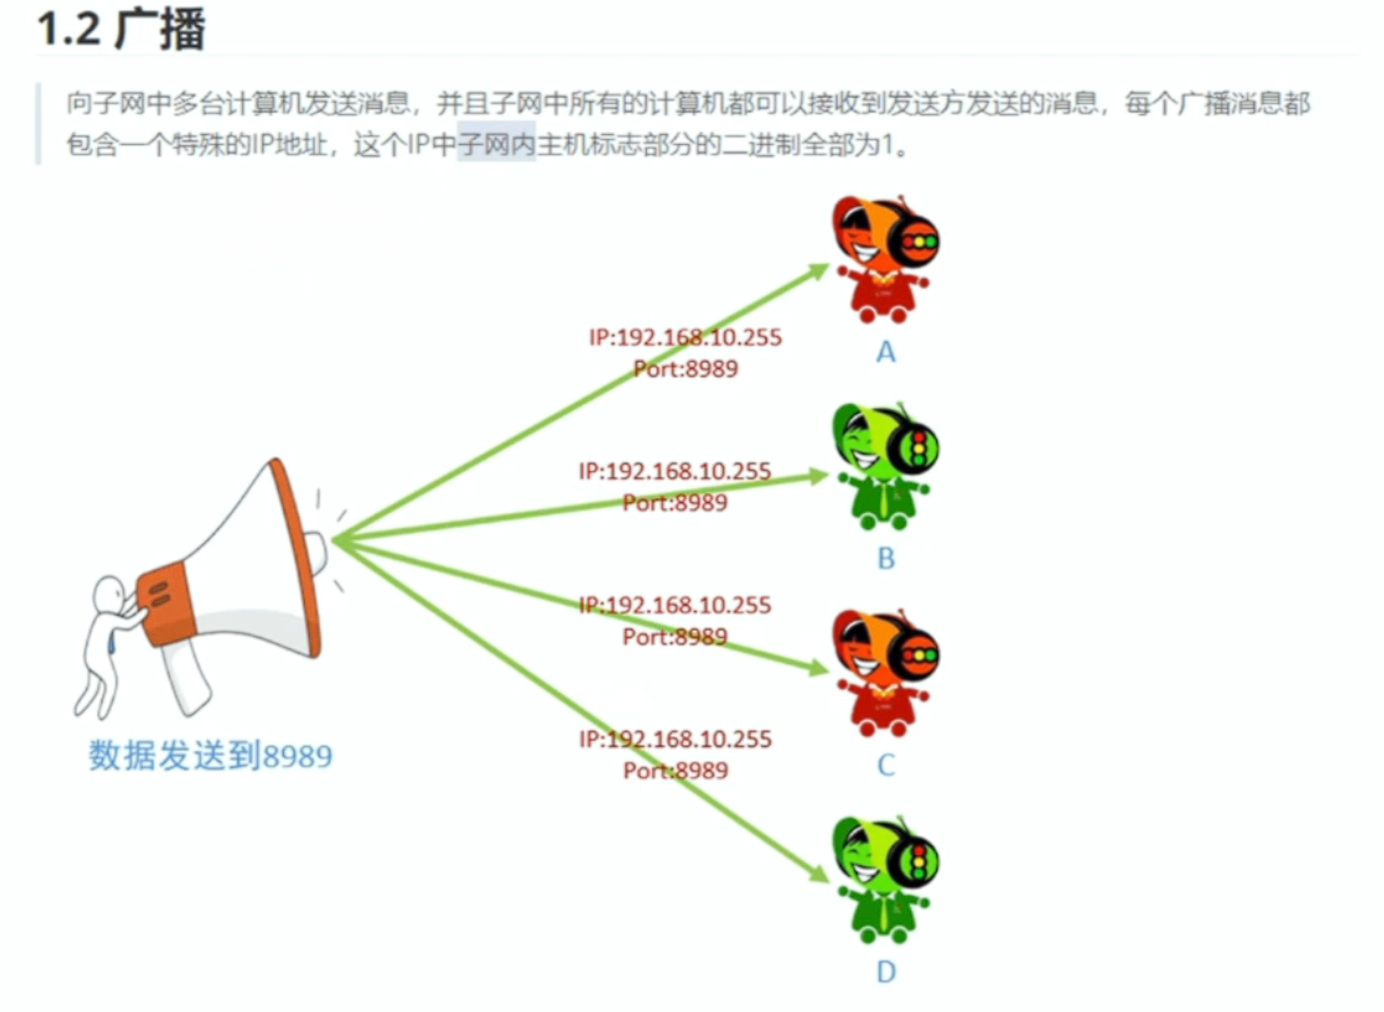 1.2 广播
向子网中多台计算机发送消息，并且子网中所有的计算机都可以接收到发送方发送的消息，每个广播消息都
包含一个特殊的IP地址，这个IP中子网内主机标志部分的二进制全部为1。
IP:192.168.10.255
Port:8989
A
IP:192.168.10.255
Port:8989
B
IP:192.168.10.255
Port:8989
C
数据发送到8989
IP:192.168.10.255
Port:8989
D